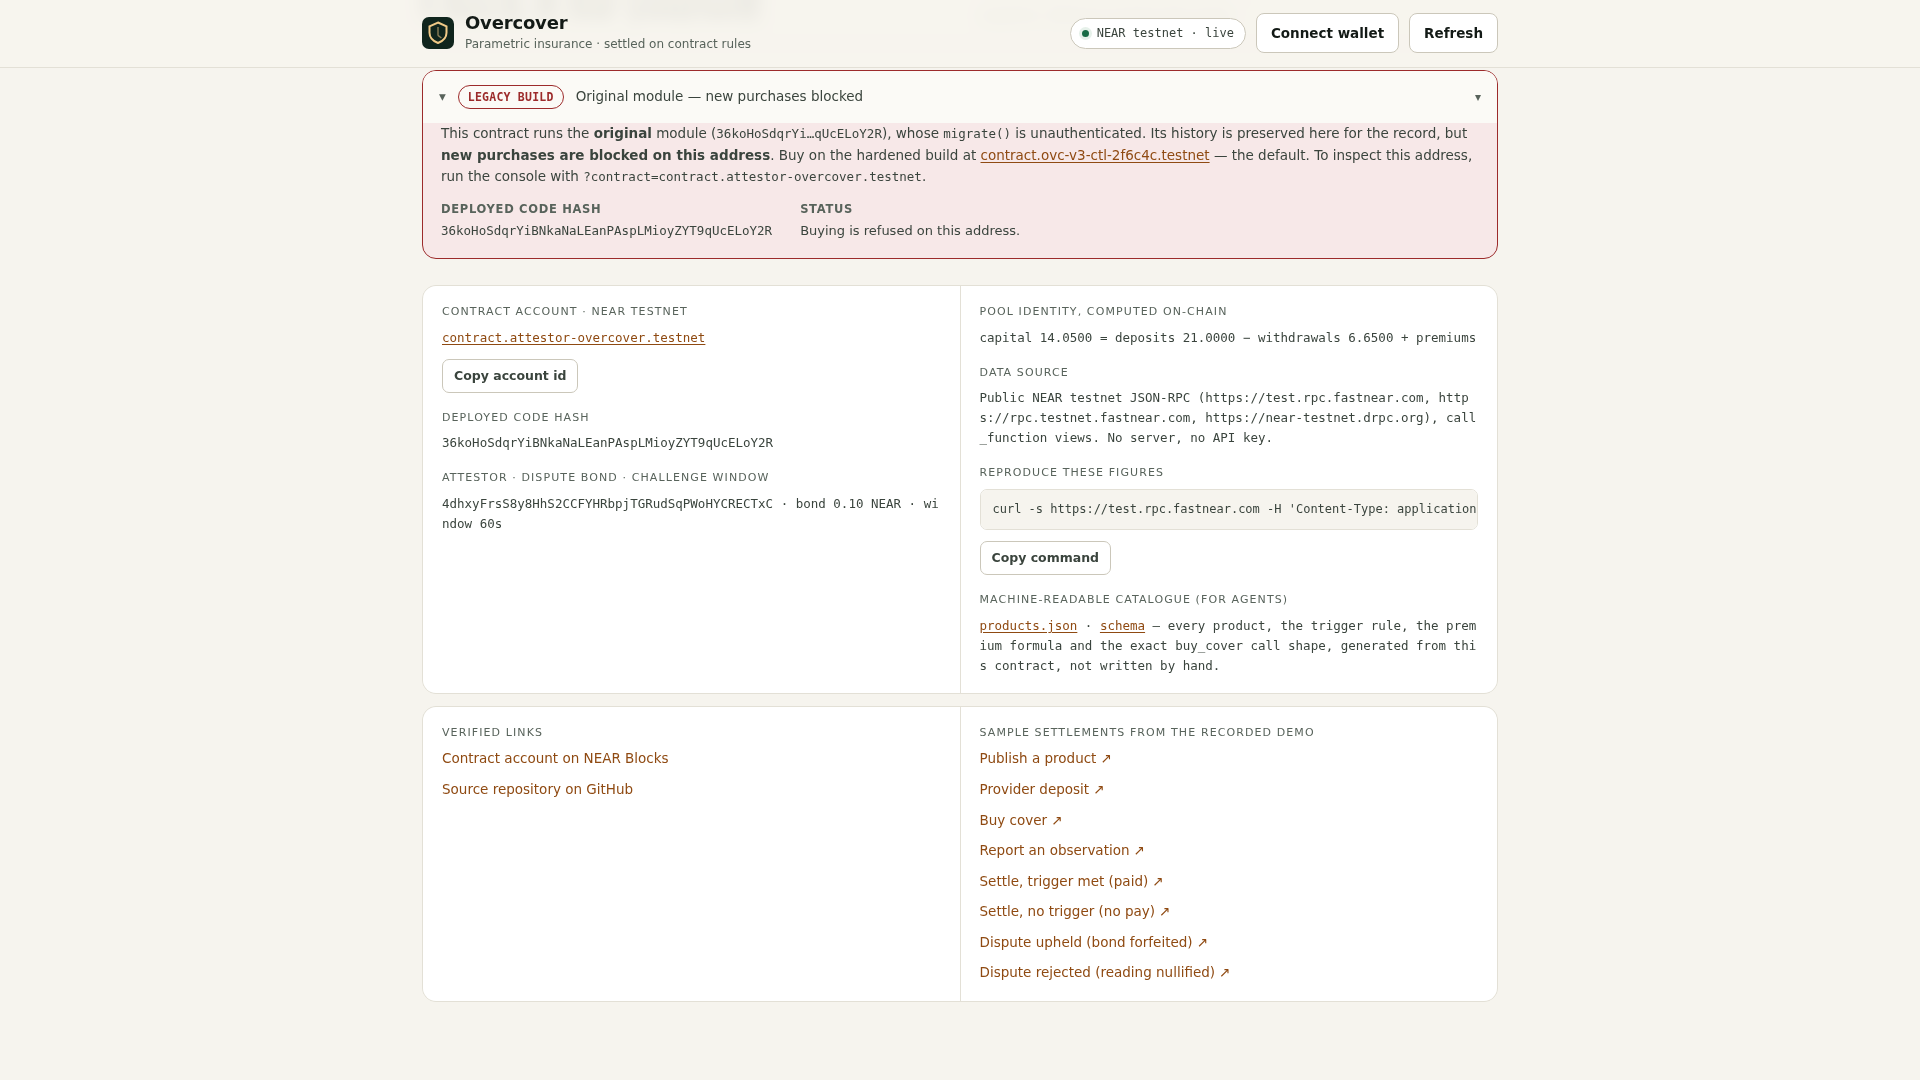 Overcover
Parametric insurance · settled on contract rules
NEAR testnet · live
Connect wallet
Refresh
▾ LEGACY BUILD Original module — new purchases blocked ▾
This contract runs the original module (36koHoSdqrYi…qUcELoY2R), whose migrate() is unauthenticated. Its history is preserved here for the record, but
new purchases are blocked on this address. Buy on the hardened build at contract.ovc-v3-ctl-2f6c4c.testnet — the default. To inspect this address,
run the console with ?contract=contract.attestor-overcover.testnet.
DEPLOYED CODE HASH
36koHoSdqrYiBNkaNaLEanPAspLMioyZYT9qUcELoY2R
STATUS
Buying is refused on this address.
CONTRACT ACCOUNT · NEAR TESTNET
contract.attestor-overcover.testnet
Copy account id
DEPLOYED CODE HASH
36koHoSdqrYiBNkaNaLEanPAspLMioyZYT9qUcELoY2R
ATTESTOR · DISPUTE BOND · CHALLENGE WINDOW
4dhxyFrsS8y8HhS2CCFYHRbpjTGRudSqPWoHYCRECTxC · bond 0.10 NEAR · wi
ndow 60s
POOL IDENTITY, COMPUTED ON-CHAIN
capital 14.0500 = deposits 21.0000 − withdrawals 6.6500 + premiums
DATA SOURCE
Public NEAR testnet JSON-RPC (https://test.rpc.fastnear.com, http
s://rpc.testnet.fastnear.com, https://near-testnet.drpc.org), call
_function views. No server, no API key.
REPRODUCE THESE FIGURES
curl -s https://test.rpc.fastnear.com -H 'Content-Type: application
Copy command
MACHINE-READABLE CATALOGUE (FOR AGENTS)
products.json · schema — every product, the trigger rule, the prem
ium formula and the exact buy_cover call shape, generated from thi
s contract, not written by hand.
VERIFIED LINKS
Contract account on NEAR Blocks
Source repository on GitHub
SAMPLE SETTLEMENTS FROM THE RECORDED DEMO
Publish a product ↗
Provider deposit ↗
Buy cover ↗
Report an observation ↗
Settle, trigger met (paid) ↗
Settle, no trigger (no pay) ↗
Dispute upheld (bond forfeited) ↗
Dispute rejected (reading nullified) ↗